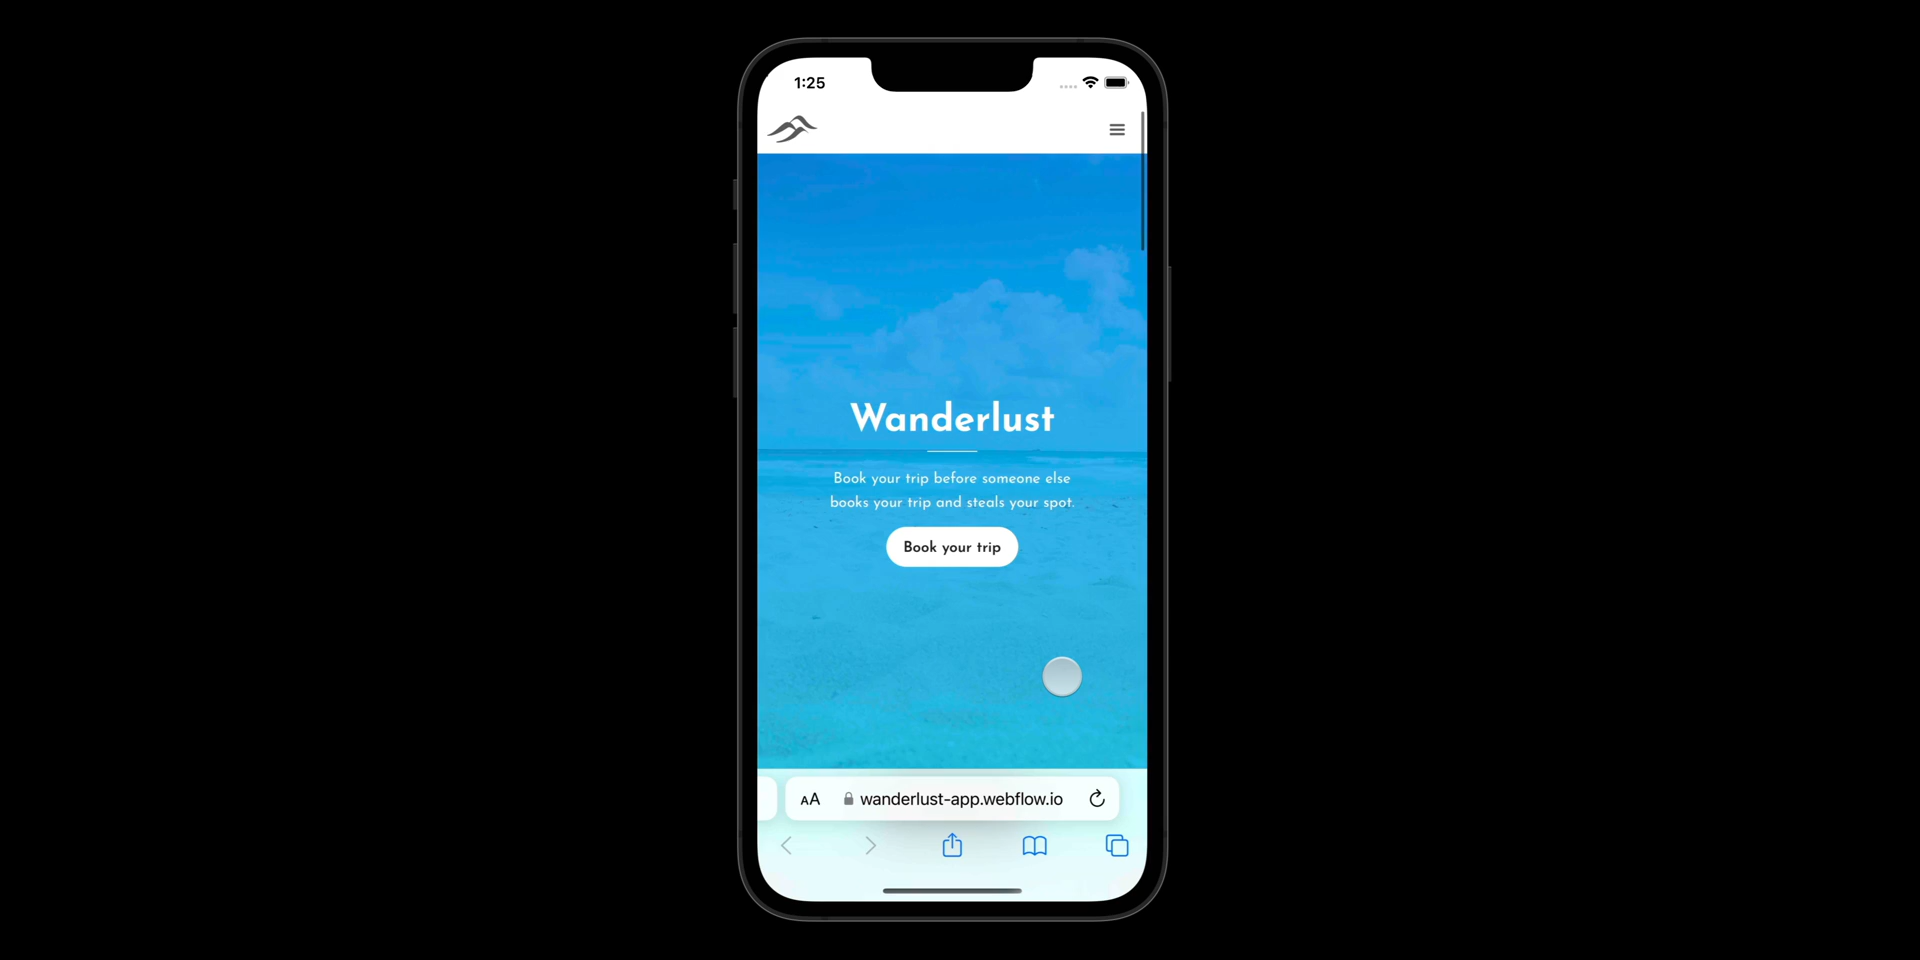 1:25
Wanderlust
Book your trip before someone else
books your trip and steals your spot.
Book your trip
AA wanderlust-app.webflow.io